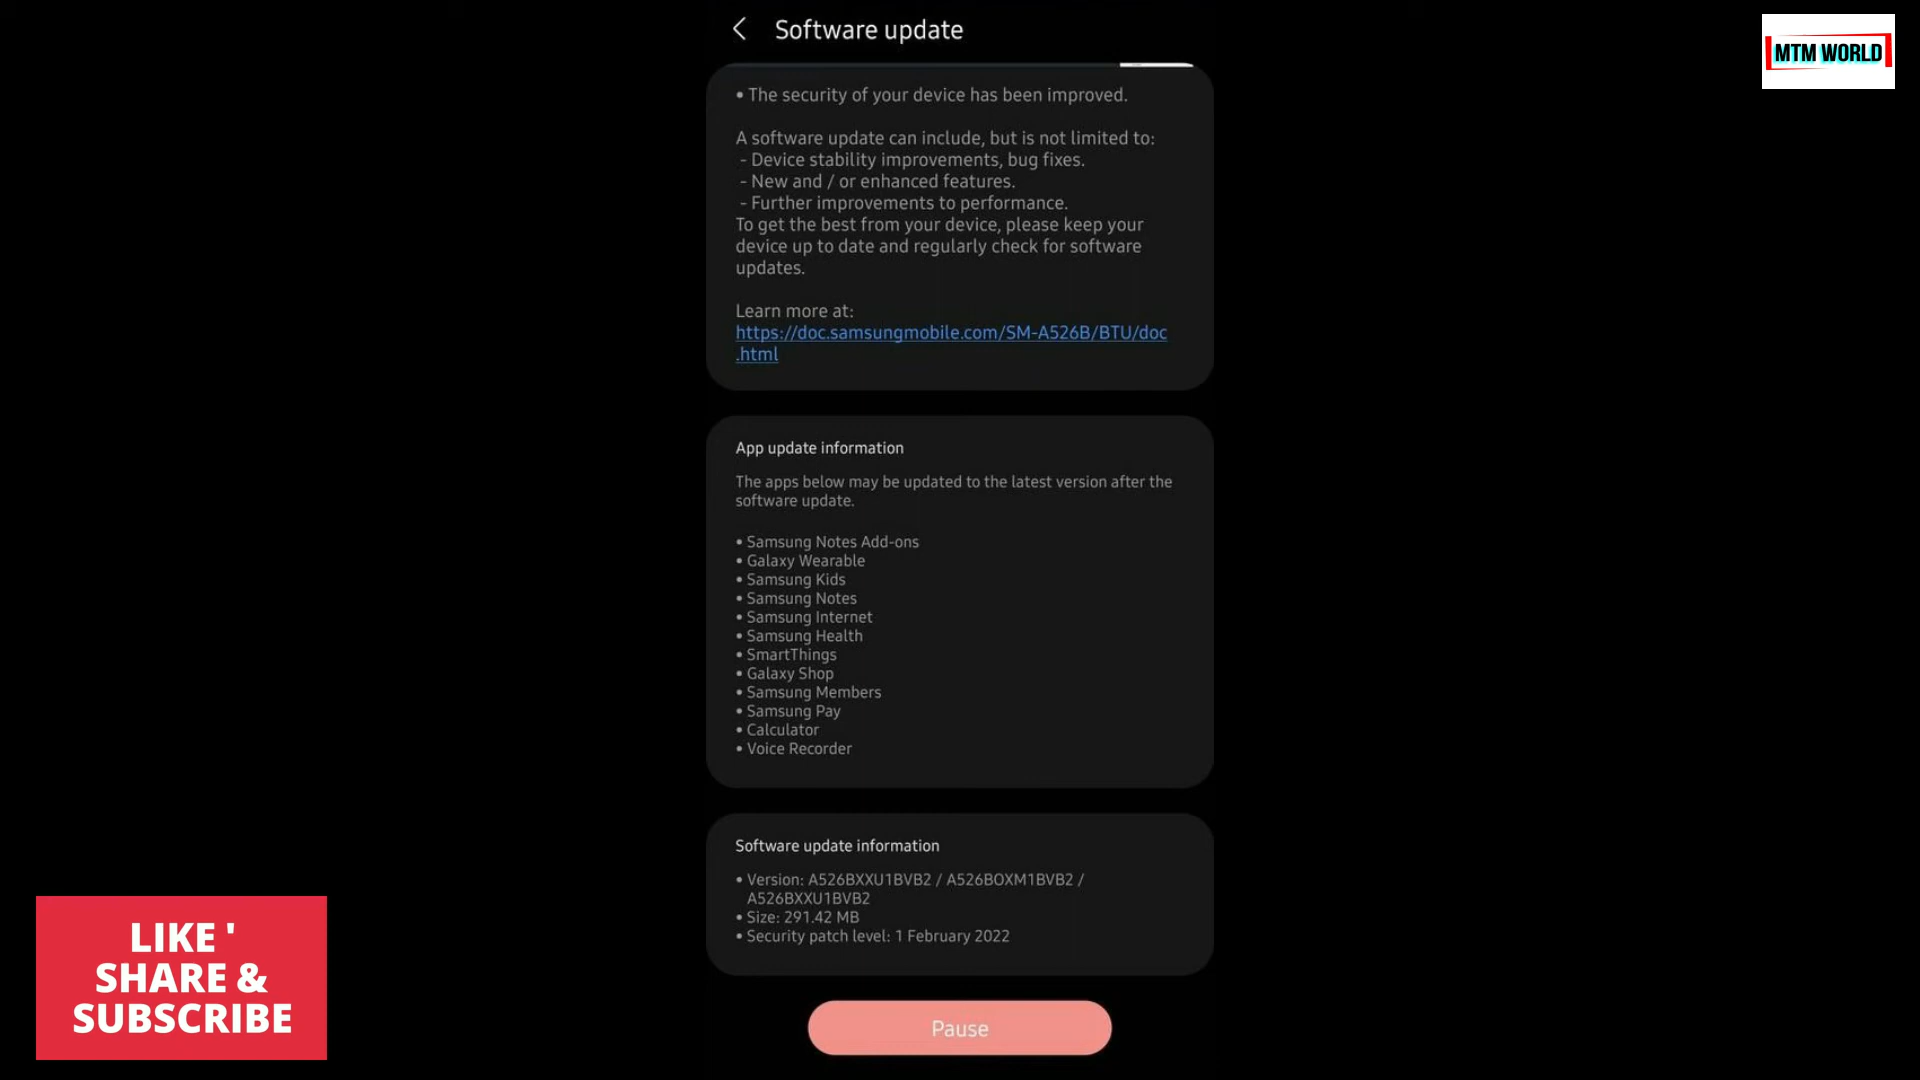 Software update
MTM WORLD
• The security of your device has been improved.
A software update can include, but is not limited to:
- Device stability improvements, bug fixes.
- New and / or enhanced features.
- Further improvements to performance.
To get the best from your device, please keep your
device up to date and regularly check for software
updates.
Learn more at:
https://doc.samsungmobile.com/SM-A526B/BTU/doc
.html
App update information
The apps below may be updated to the latest version after the
software update.
• Samsung Notes Add-ons
• Galaxy Wearable
• Samsung Kids
• Samsung Notes
• Samsung Internet
• Samsung Health
• SmartThings
• Galaxy Shop
• Samsung Members
• Samsung Pay
• Calculator
• Voice Recorder
Software update information
• Version: A526BXXU1BVB2 / A526BOXM1BVB2 /
A526BXXU1BVB2
• Size: 291.42 MB
• Security patch level: 1 February 2022
Pause
LIKE '
SHARE &
SUBSCRIBE